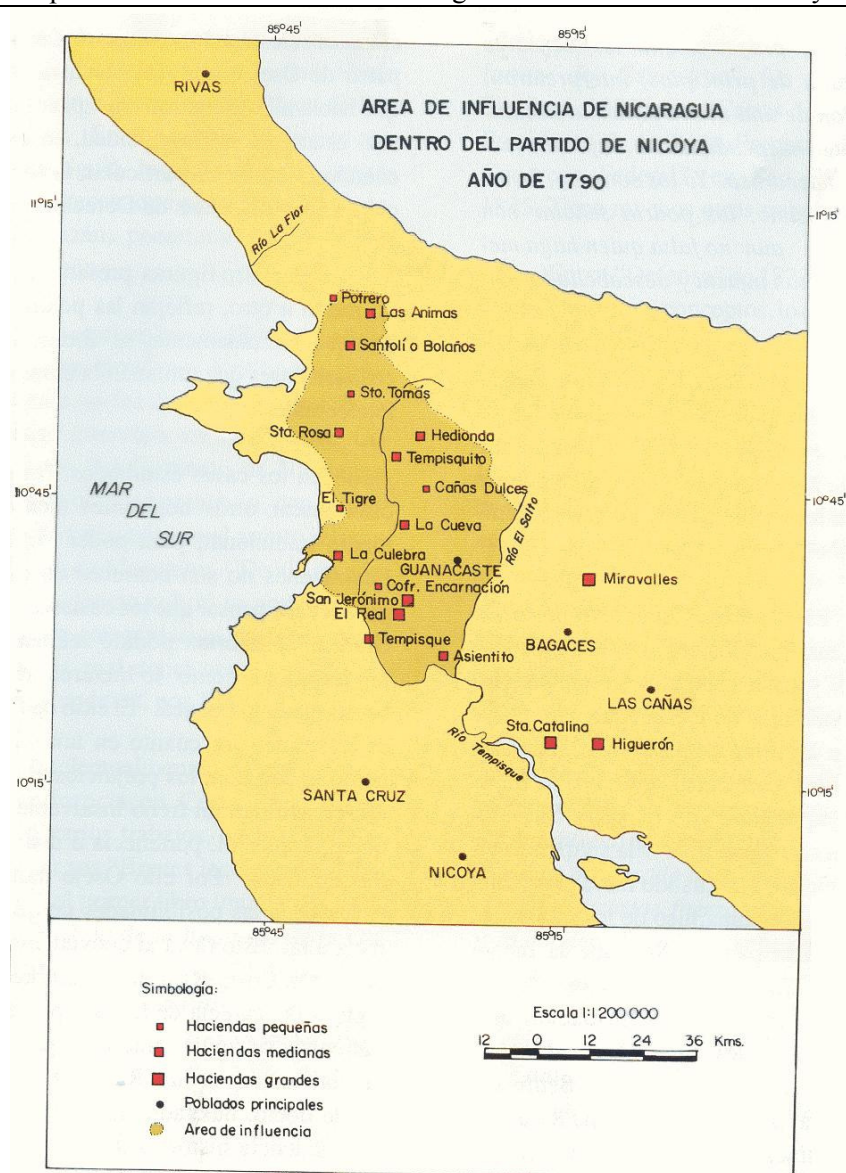 85°45'
85°15'
RIVAS
AREA DE INFLUENCIA DE NICARAGUA
DENTRO DEL PARTIDO DE NICOYA
AÑO DE 1790
11°15'
11°15'
Río La Flor
Potrero
Las Animas
Santolí o Bolaños
Sto. Tomás
Sta. Rosa
Hedionda
Tempisquito
10°45'
10°45'
MAR
DEL
SUR
Cañas Dulces
El Tigre
La Cueva
Río El Salto
La Culebra
GUANACASTE
Miravalles
Cofr. Encarnación
San Jerónimo
El Real
Tempisque
BAGACES
Asientito
LAS CAÑAS
Sta. Catalina
Higuerón
Río Tempisque
10°15'
10°15'
SANTA CRUZ
NICOYA
85°45'
85°15'
Simbología:
Haciendas pequeñas
Haciendas medianas
Haciendas grandes
Poblados principales
Area de influencia
Escala 1:1 200·000
12 0 12 24 36 Kms.